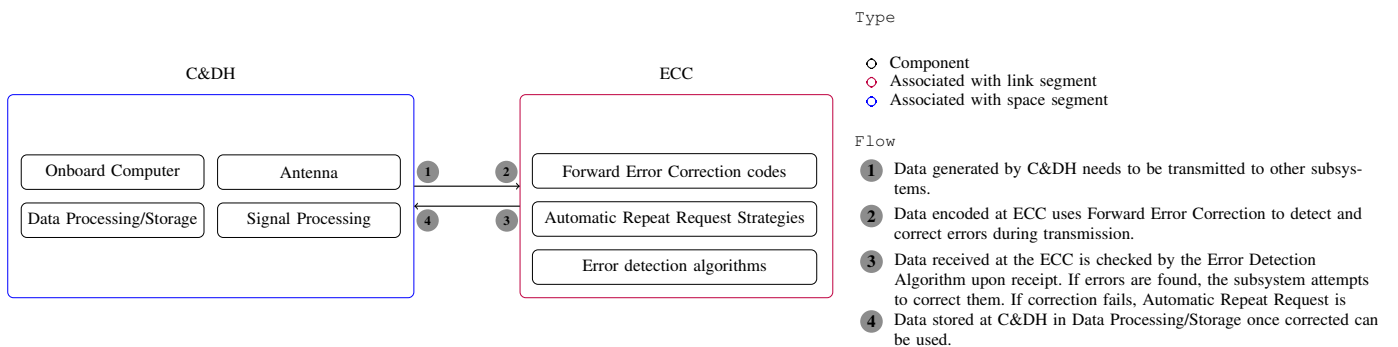 C&DH
Onboard Computer
Antenna
Data Processing/Storage
Signal Processing
1
2
4
3
ECC
Forward Error Correction codes
Automatic Repeat Request Strategies
Error detection algorithms
Type
Component
Associated with link segment
Associated with space segment
Flow
1 Data generated by C&DH needs to be transmitted to other subsys-
tems.
2 Data encoded at ECC uses Forward Error Correction to detect and
correct errors during transmission.
3 Data received at the ECC is checked by the Error Detection
Algorithm upon receipt. If errors are found, the subsystem attempts
to correct them. If correction fails, Automatic Repeat Request is
4 Data stored at C&DH in Data Processing/Storage once corrected can
be used.